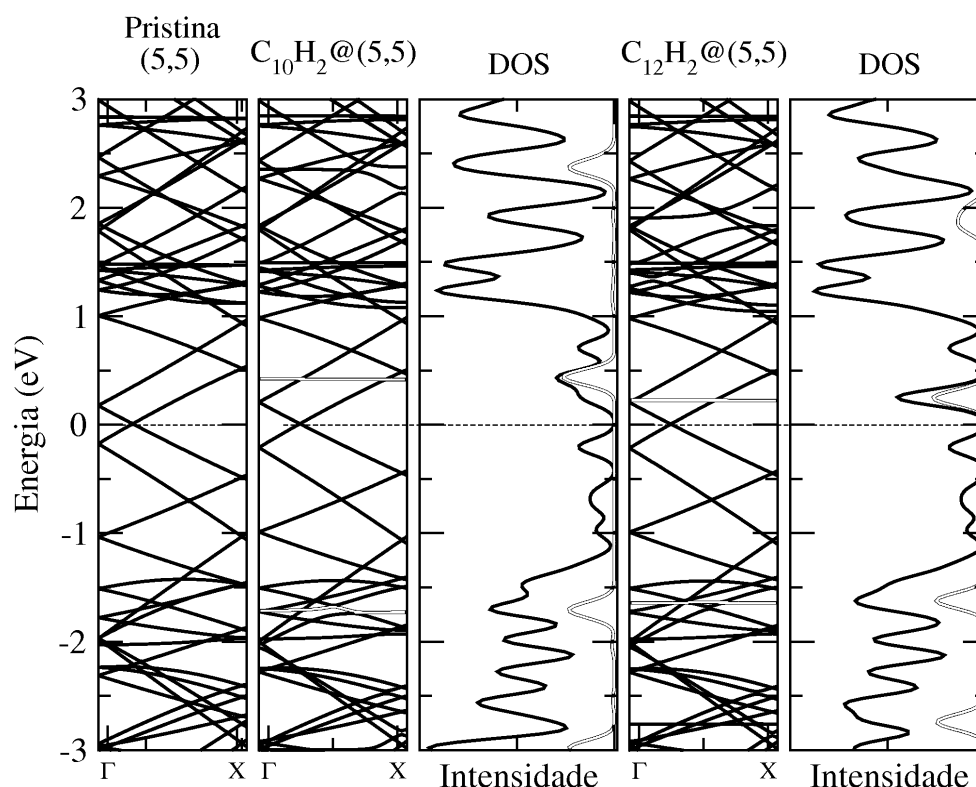 Pristina
(5,5)
C₁₀H₂@(5,5)
DOS
C₁₂H₂@(5,5)
DOS
3
2
1
0
-1
-2
-3
Energia (eV)
Γ X
Γ X
Intensidade
Γ X
Intensidade